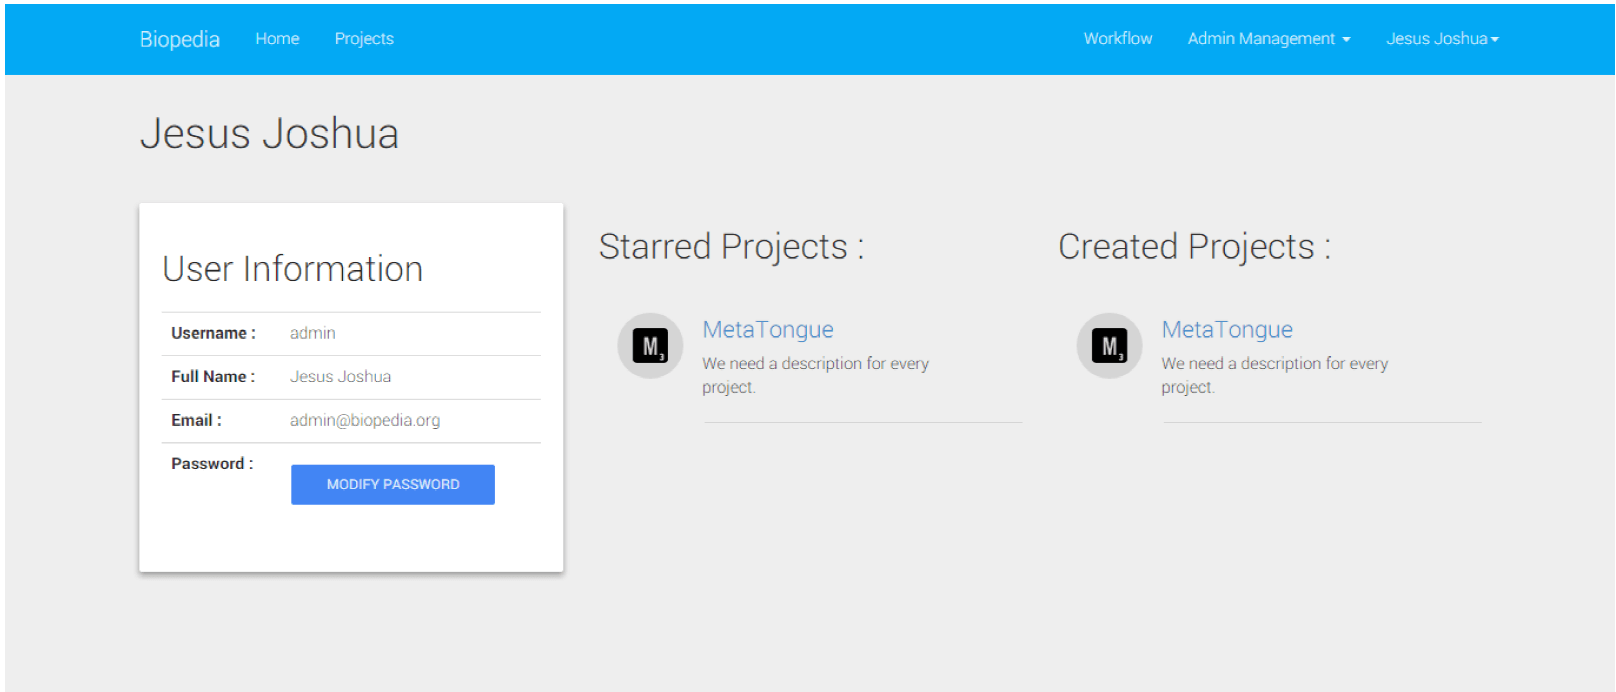 Biopedia Home Projects Workflow Admin Management Jesus Joshua
Jesus Joshua
User Information
Username : admin
Full Name : Jesus Joshua
Email : admin@biopedia.org
Password :
MODIFY PASSWORD
Starred Projects :
M3
MetaTongue
We need a description for every
project.
Created Projects :
M3
MetaTongue
We need a description for every
project.